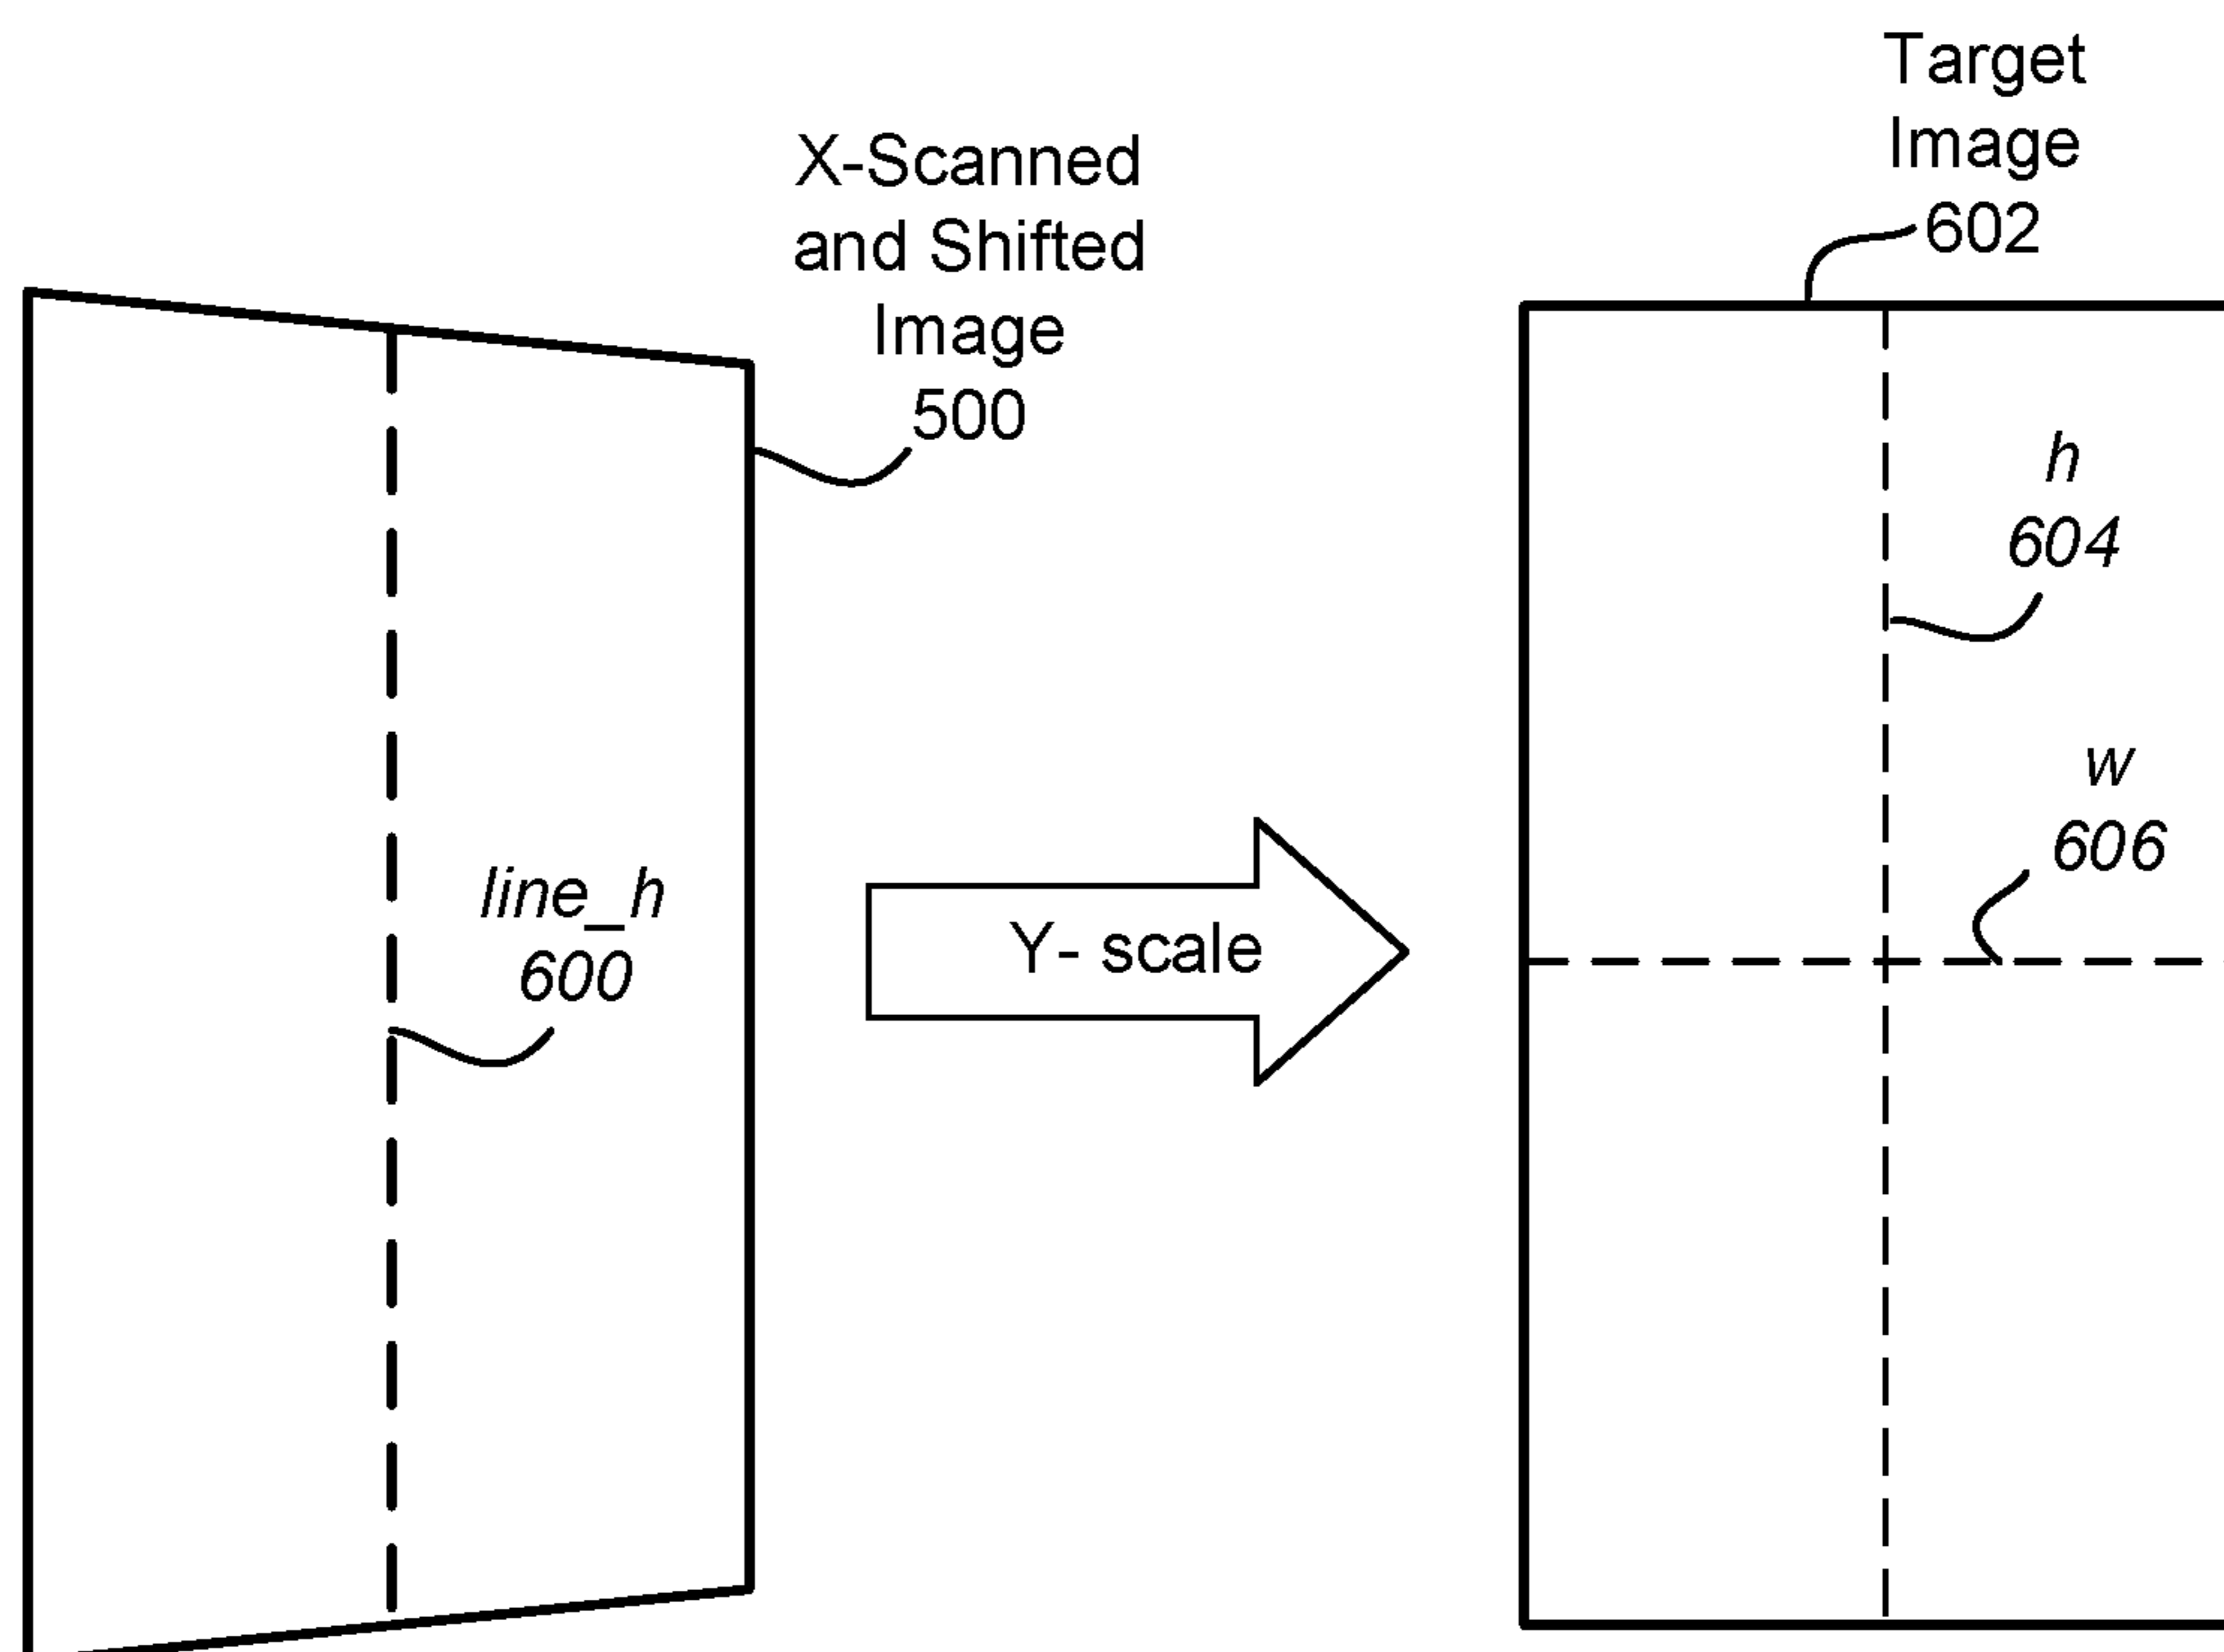 X-Scanned
and Shifted
Image
500
line_h
600
Y- scale
Target
Image
602
h
604
w
606